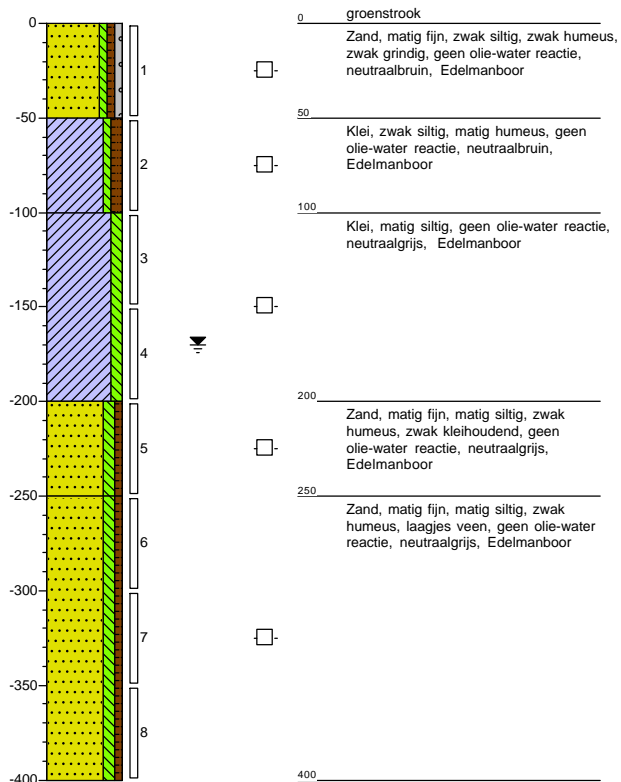 0
-50
-100
-150
-200
-250
-300
-350
-400
1
2
3
4
5
6
7
8
0 groenstrook
Zand, matig fijn, zwak siltig, zwak humeus,
zwak grindig, geen olie-water reactie,
neutraalbruin, Edelmanboor
50
Klei, zwak siltig, matig humeus, geen
olie-water reactie, neutraalbruin,
Edelmanboor
100
Klei, matig siltig, geen olie-water reactie,
neutraalgrijs, Edelmanboor
200
Zand, matig fijn, matig siltig, zwak
humeus, zwak kleihoudend, geen
olie-water reactie, neutraalgrijs,
Edelmanboor
250
Zand, matig fijn, matig siltig, zwak
humeus, laagjes veen, geen olie-water
reactie, neutraalgrijs, Edelmanboor
400